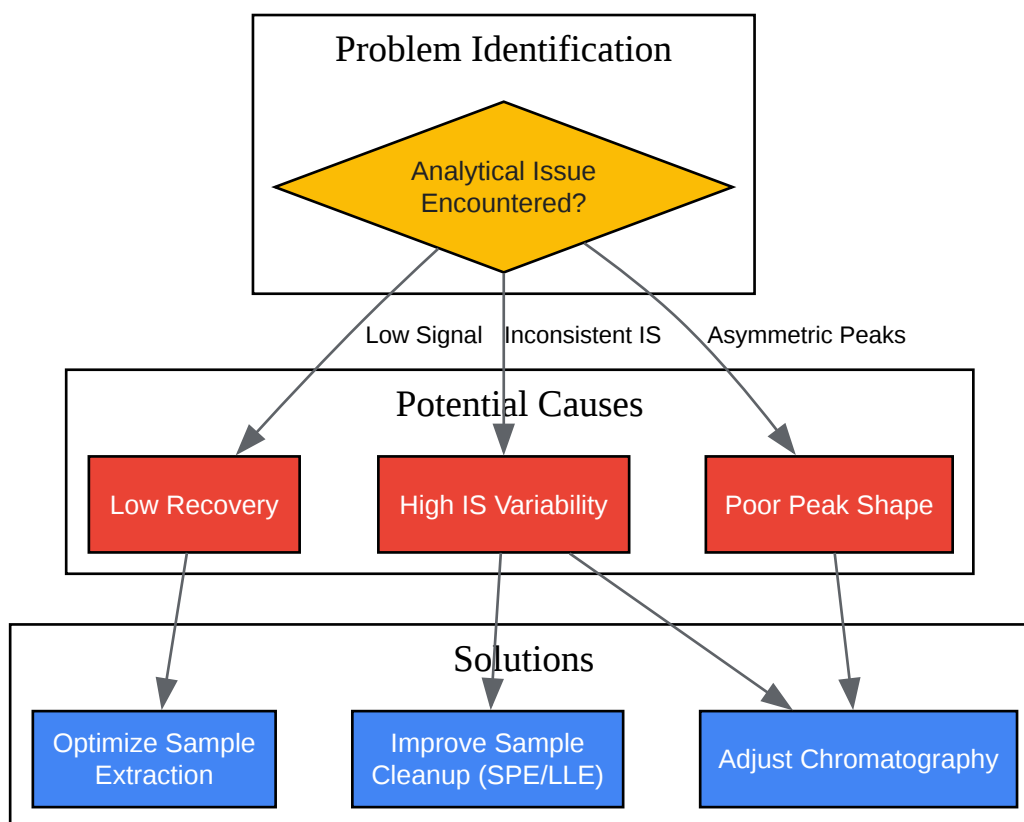 Problem Identification
Analytical Issue
Encountered?
Low Signal
Inconsistent IS
Asymmetric Peaks
Potential Causes
Low Recovery
High IS Variability
Poor Peak Shape
Solutions
Optimize Sample
Extraction
Improve Sample
Cleanup (SPE/LLE)
Adjust Chromatography